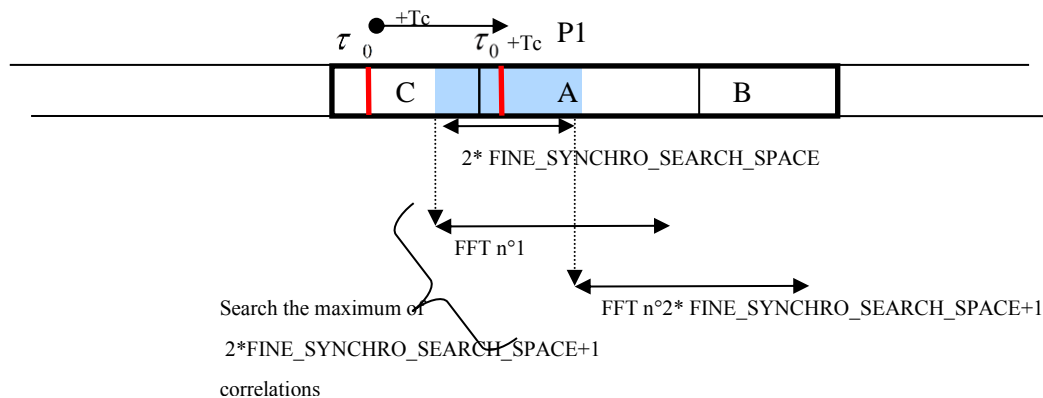 +Tc
τ 0
τ0 +Tc
P1
C
A
B
2* FINE_SYNCHRO_SEARCH_SPACE
FFT n°1
FFT n°2* FINE_SYNCHRO_SEARCH_SPACE+1
Search the maximum of
2*FINE_SYNCHRO_SEARCH_SPACE+1
correlations